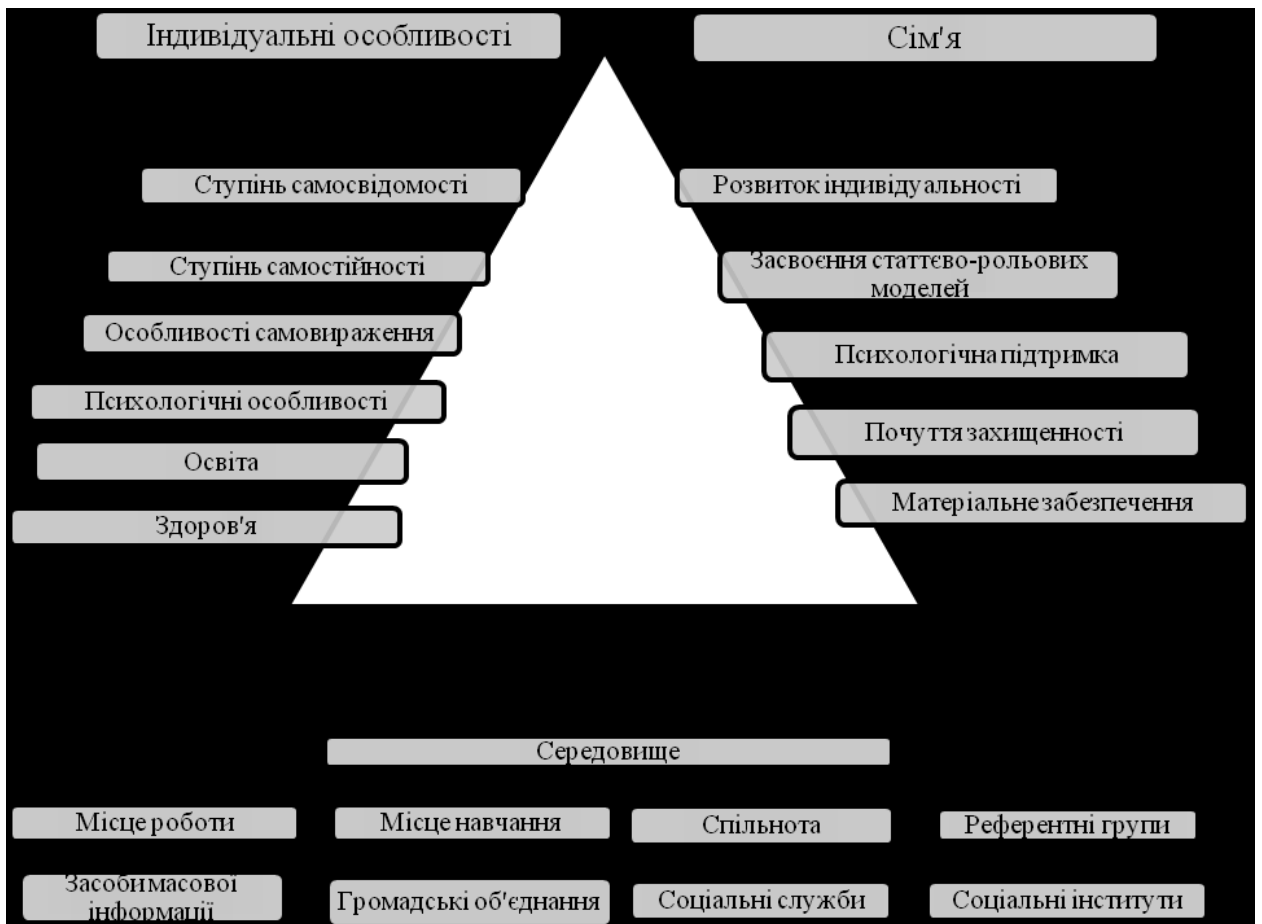 Індивідуальні особливості
Сім'я
Ступінь самосвідомості
Ступінь самостійності
Особливості самовираження
Психологічні особливості
Освіта
Здоров'я
Розвиток індивідуальності
Засвоєння статтєво-рольових
моделей
Психологічна підтримка
Почуття захищенності
Матеріальне забезпечення
Середовище
Місце роботи
Місце навчання
Спільнота
Референтні групи
Засоби масової
інформації
Громадські об'єднання
Соціальні служби
Соціальні інститути